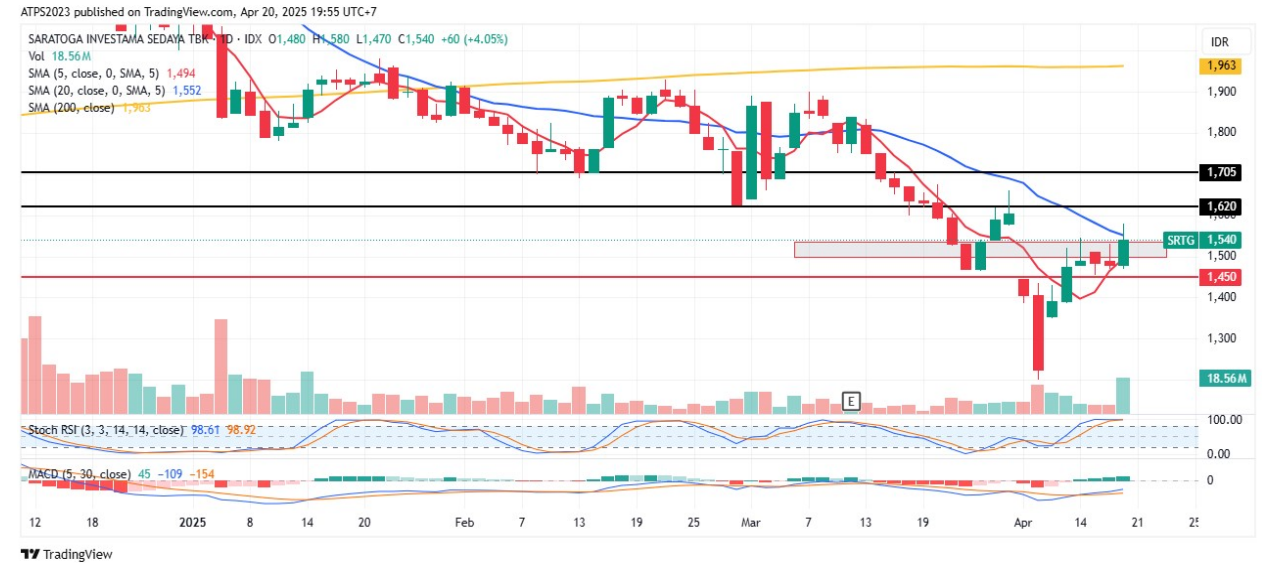 ATPS2023 published on TradingView.com, Apr 20, 2025 19:55 UTC+7
SARATOGA INVESTAMA SEDAYA TBK · 1D · IDX O1,480 H1,580 L1,470 C1,540 +60 (+4.05%)
IDR
Vol 18.56M
SMA (5, close, 0, SMA, 5) 1,494
SMA (20, close, 0, SMA, 5) 1,552
SMA (200, close) 1,963
1,963
1,900
1,800
1,705
1,620
1,600
SRTG 1,540
1,500
1,450
1,400
1,300
18.56M
E
Stoch RSI (3, 3, 14, 14, close) 98.61 98.92
100.00
0.00
MACD (5, 30, close) 45 −109 −154
0
12 18 2025 8 14 20 Feb 7 13 19 25 Mar 7 13 19 Apr 14 21 25
TradingView